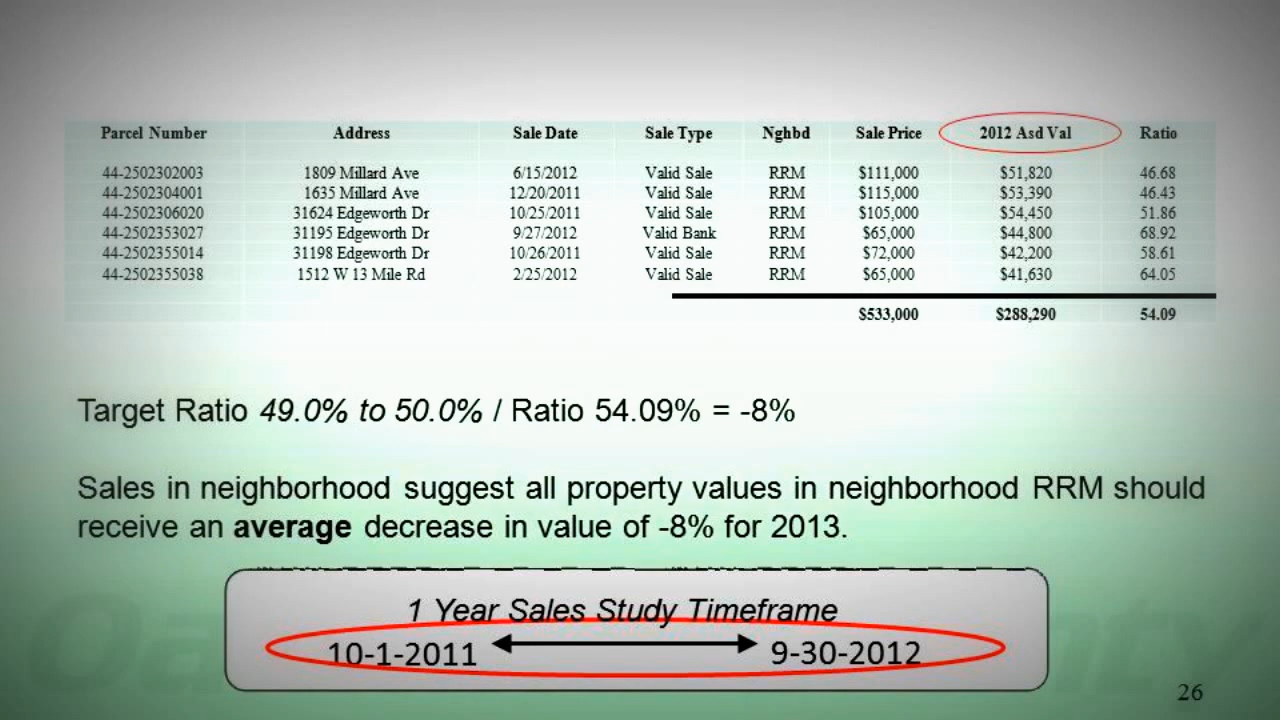 Parcel Number Address Sale Date Sale Type Nghbd Sale Price 2012 Asd Val Ratio
44-2502302003 1809 Millard Ave 6/15/2012 Valid Sale RRM $111,000 $51,820 46.68
44-2502304001 1635 Millard Ave 12/20/2011 Valid Sale RRM $115,000 $53,390 46.43
44-2502306020 31624 Edgeworth Dr 10/25/2011 Valid Sale RRM $105,000 $54,450 51.86
44-2502353027 31195 Edgeworth Dr 9/27/2012 Valid Bank RRM $65,000 $44,800 68.92
44-2502355014 31198 Edgeworth Dr 10/26/2011 Valid Sale RRM $72,000 $42,200 58.61
44-2502355038 1512 W 13 Mile Rd 2/25/2012 Valid Sale RRM $65,000 $41,630 64.05
$533,000 $288,290 54.09
Target Ratio 49.0% to 50.0% / Ratio 54.09% = -8%
Sales in neighborhood suggest all property values in neighborhood RRM should
receive an average decrease in value of -8% for 2013.
1 Year Sales Study Timeframe
10-1-2011 9-30-2012
26